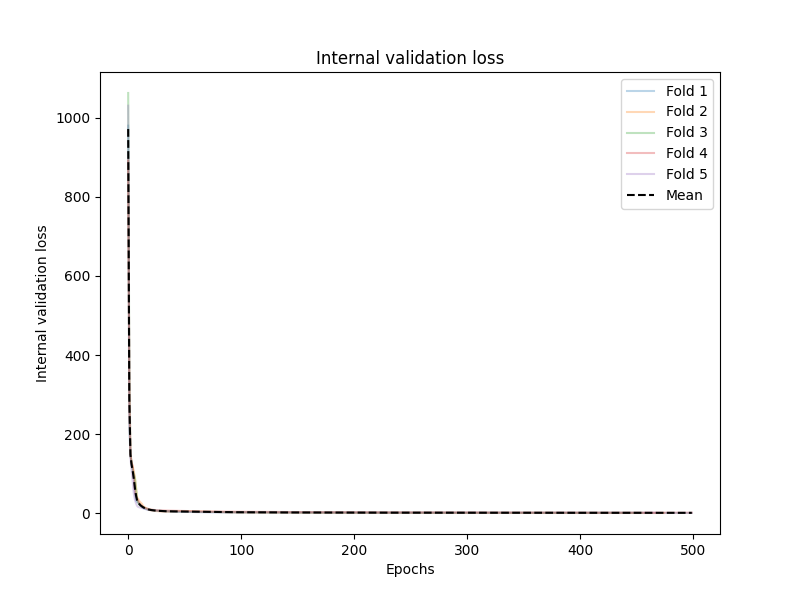 Internal validation loss
Fold 1
Fold 2
Fold 3
Fold 4
Fold 5
Mean
Internal validation loss
1000
800
600
400
200
0
0 100 200 300 400 500
Epochs